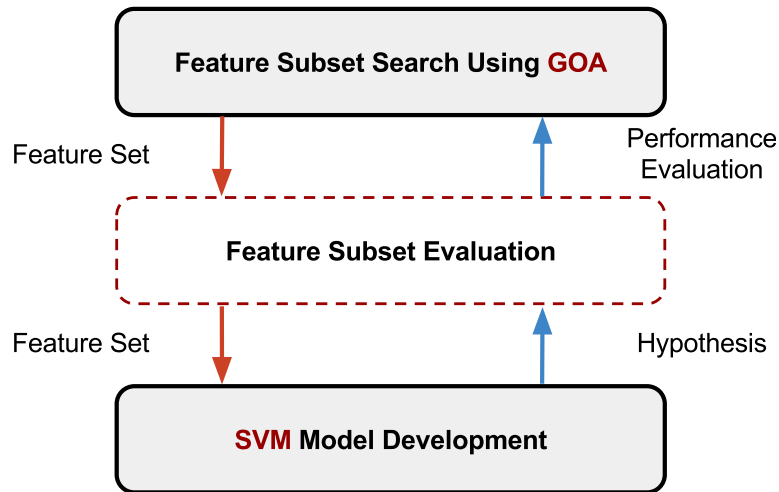 Feature Subset Search Using GOA
Feature Set
Performance
Evaluation
Feature Subset Evaluation
Feature Set
Hypothesis
SVM Model Development